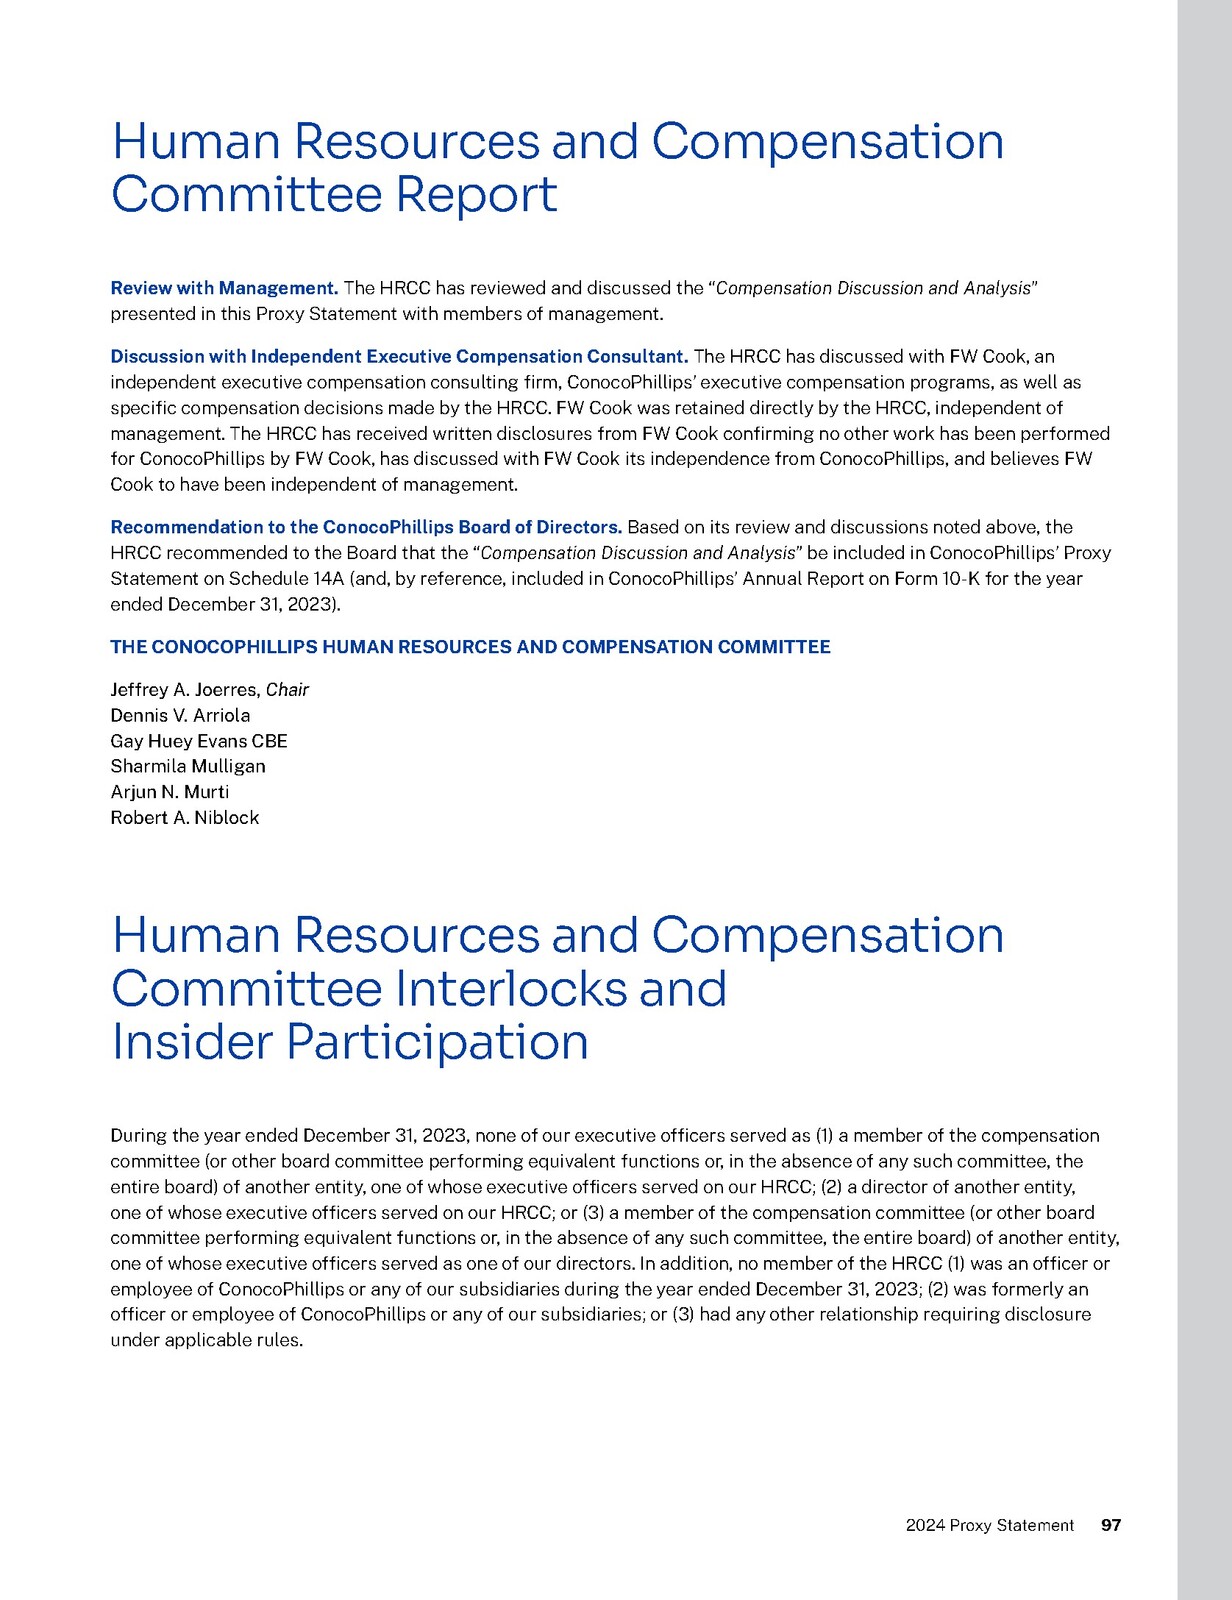 Human Resources and Compensation
Committee Report
Review with Management. The HRCC has reviewed and discussed the “Compensation Discussion and Analysis”
presented in this Proxy Statement with members of management.
Discussion with Independent Executive Compensation Consultant. The HRCC has discussed with FW Cook, an
independent executive compensation consulting firm, ConocoPhillips’ executive compensation programs, as well as
specific compensation decisions made by the HRCC. FW Cook was retained directly by the HRCC, independent of
management. The HRCC has received written disclosures from FW Cook confirming no other work has been performed
for ConocoPhillips by FW Cook, has discussed with FW Cook its independence from ConocoPhillips, and believes FW
Cook to have been independent of management.
Recommendation to the ConocoPhillips Board of Directors. Based on its review and discussions noted above, the
HRCC recommended to the Board that the “Compensation Discussion and Analysis” be included in ConocoPhillips’ Proxy
Statement on Schedule 14A (and, by reference, included in ConocoPhillips’ Annual Report on Form 10-K for the year
ended December 31, 2023).
THE CONOCOPHILLIPS HUMAN RESOURCES AND COMPENSATION COMMITTEE
Jeffrey A. Joerres, Chair
Dennis V. Arriola
Gay Huey Evans CBE
Sharmila Mulligan
Arjun N. Murti
Robert A. Niblock
Human Resources and Compensation
Committee Interlocks and
Insider Participation
During the year ended December 31, 2023, none of our executive officers served as (1) a member of the compensation
committee (or other board committee performing equivalent functions or, in the absence of any such committee, the
entire board) of another entity, one of whose executive officers served on our HRCC; (2) a director of another entity,
one of whose executive officers served on our HRCC; or (3) a member of the compensation committee (or other board
committee performing equivalent functions or, in the absence of any such committee, the entire board) of another entity,
one of whose executive officers served as one of our directors. In addition, no member of the HRCC (1) was an officer or
employee of ConocoPhillips or any of our subsidiaries during the year ended December 31, 2023; (2) was formerly an
officer or employee of ConocoPhillips or any of our subsidiaries; or (3) had any other relationship requiring disclosure
under applicable rules.
2024 Proxy Statement 97